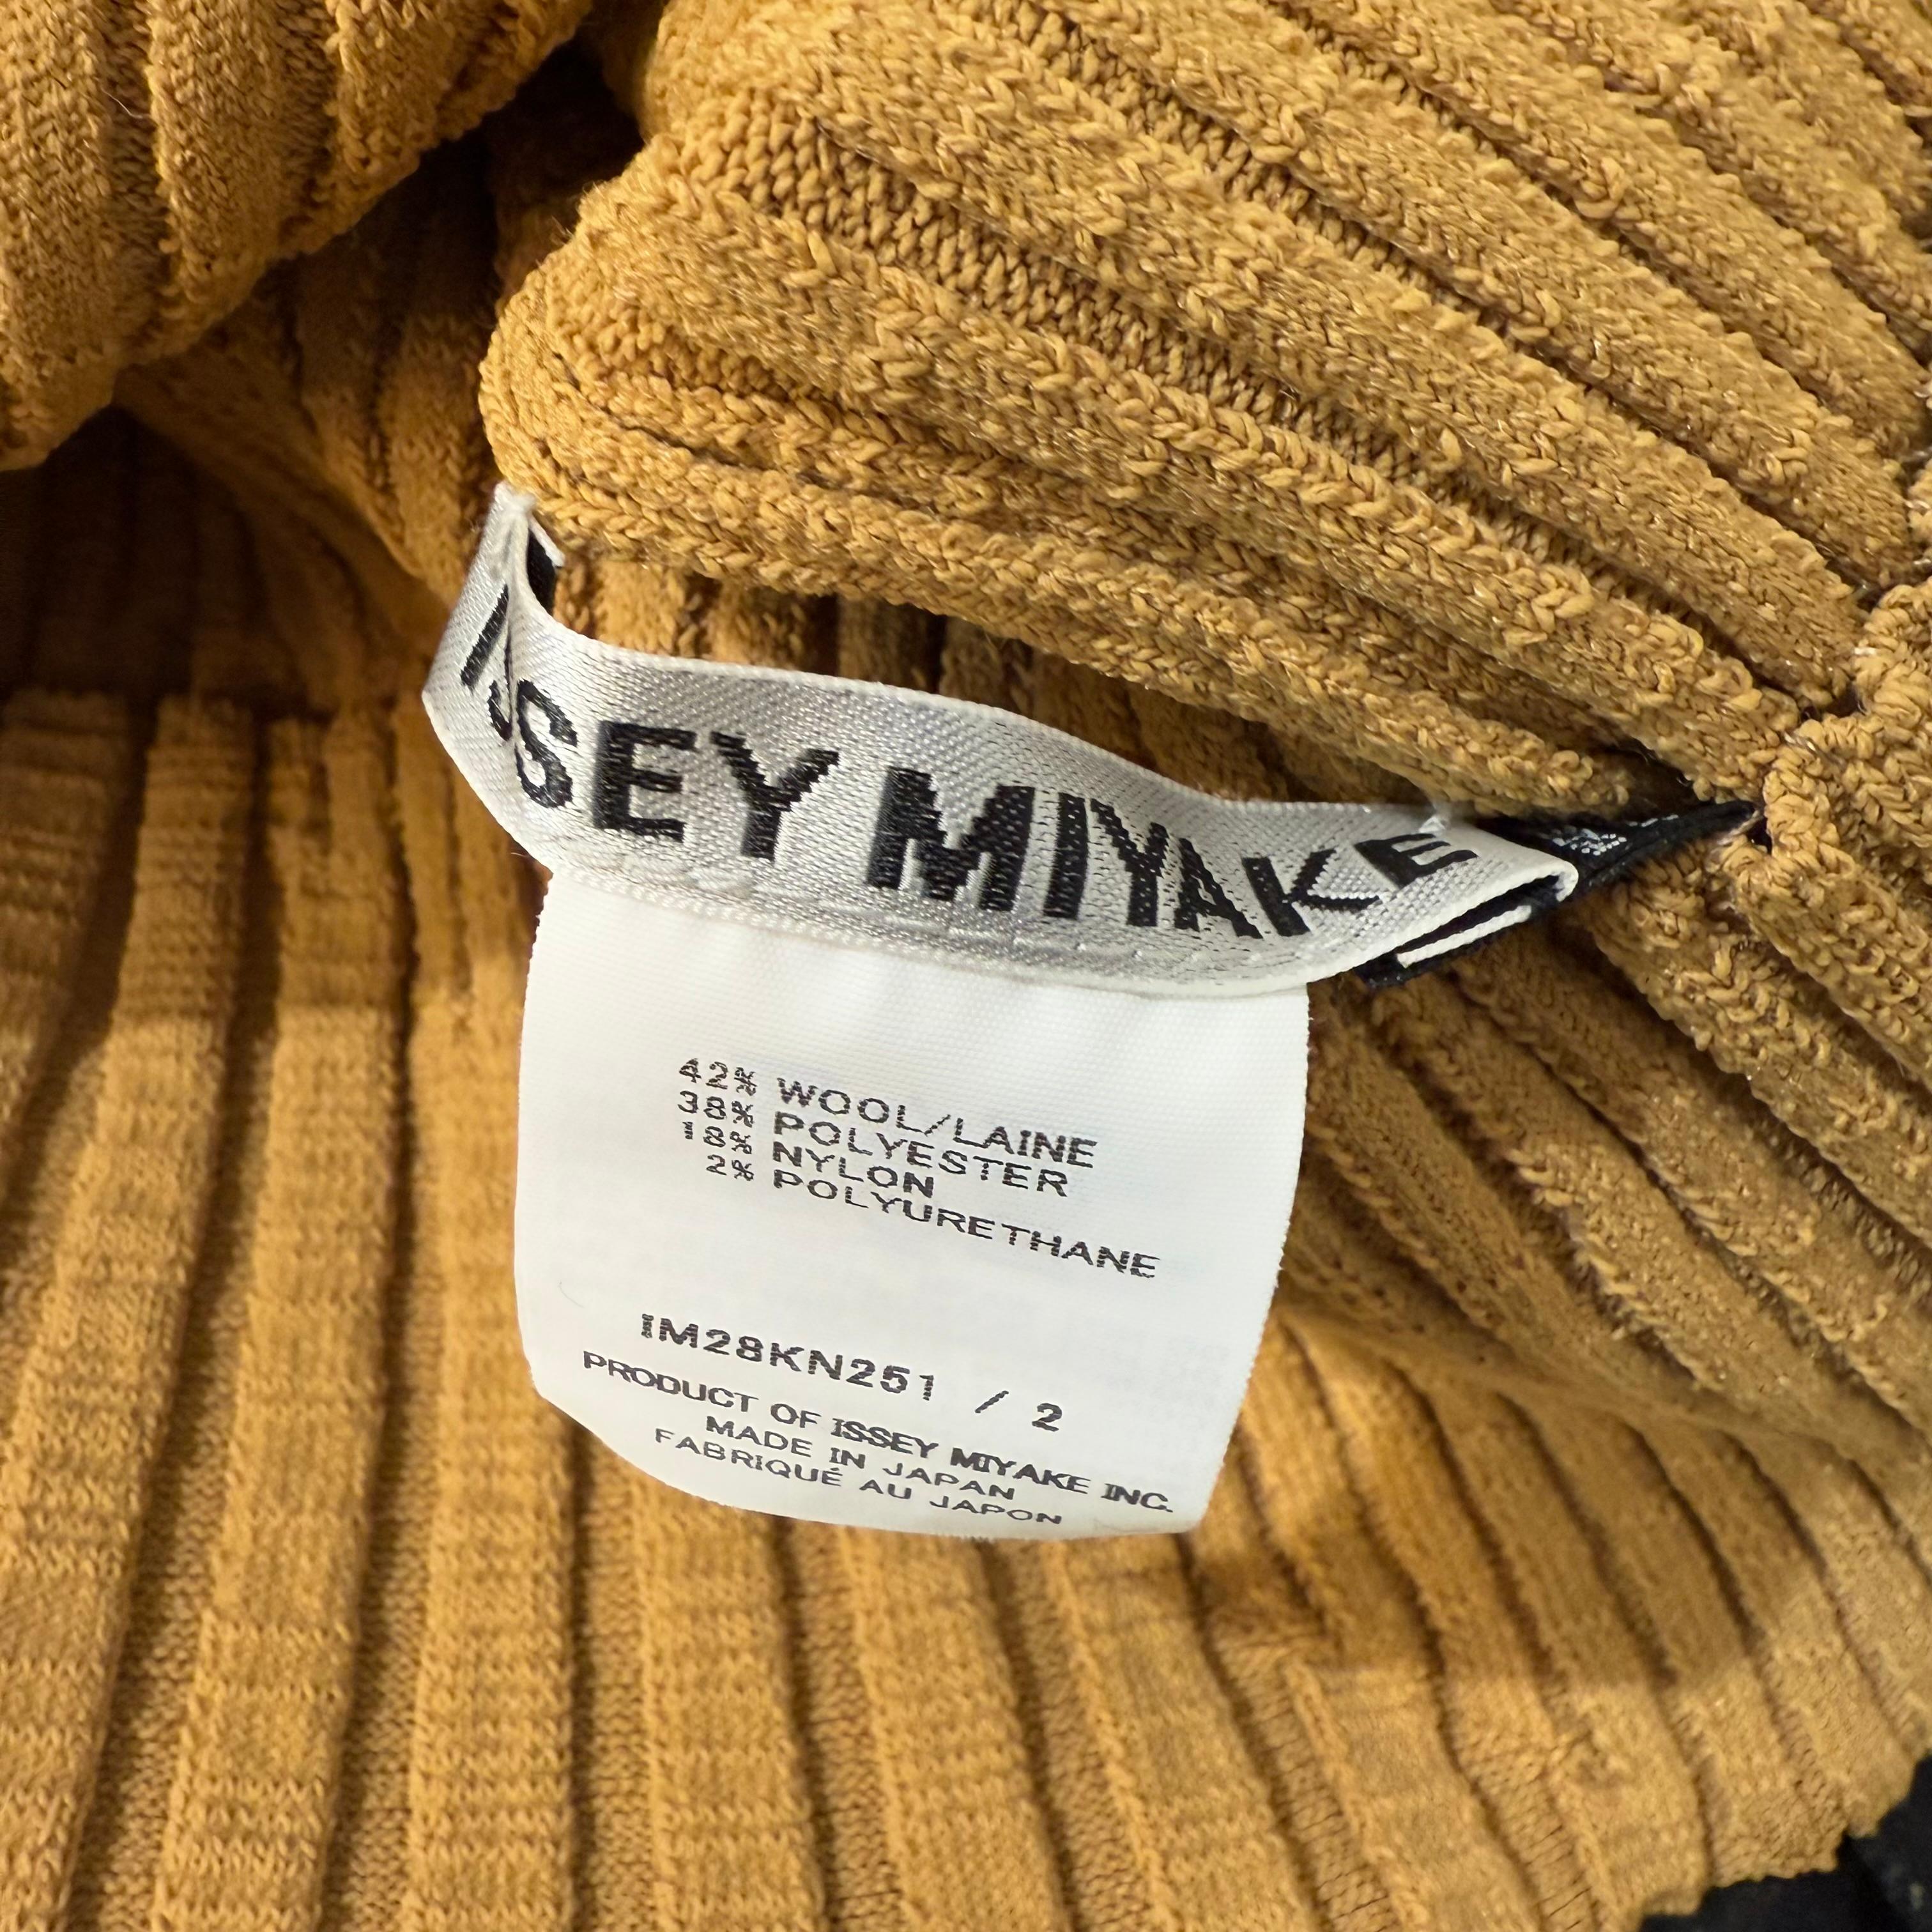 ISSEY MIYAKE
42% WOOL/LAINE
38% POLYESTER
18% NYLON
2% POLYURETHANE
IM28KN251 / 2
PRODUCT OF ISSEY MIYAKE INC.
MADE IN JAPAN
FABRIQUÉ AU JAPON